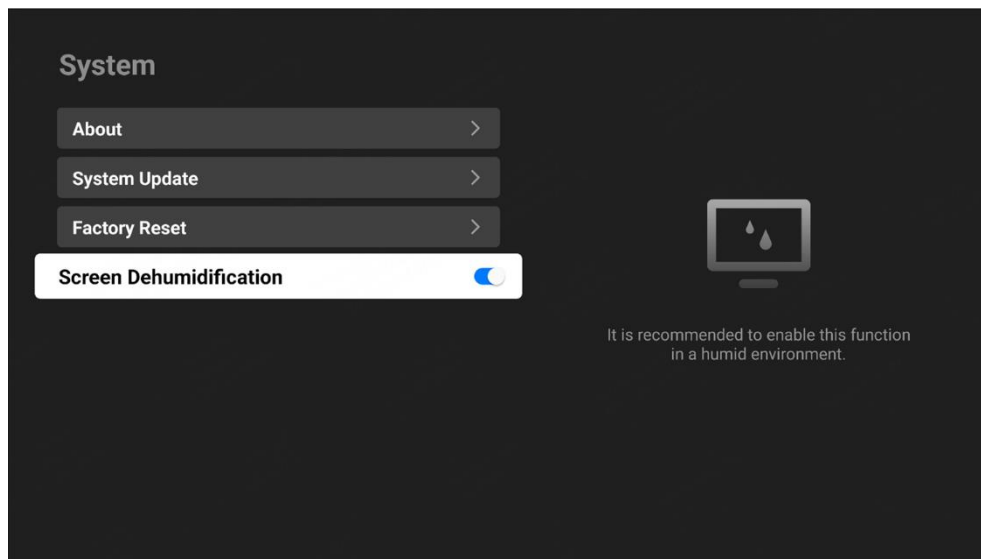 System
About
System Update
Factory Reset
Screen Dehumidification
It is recommended to enable this function
in a humid environment.